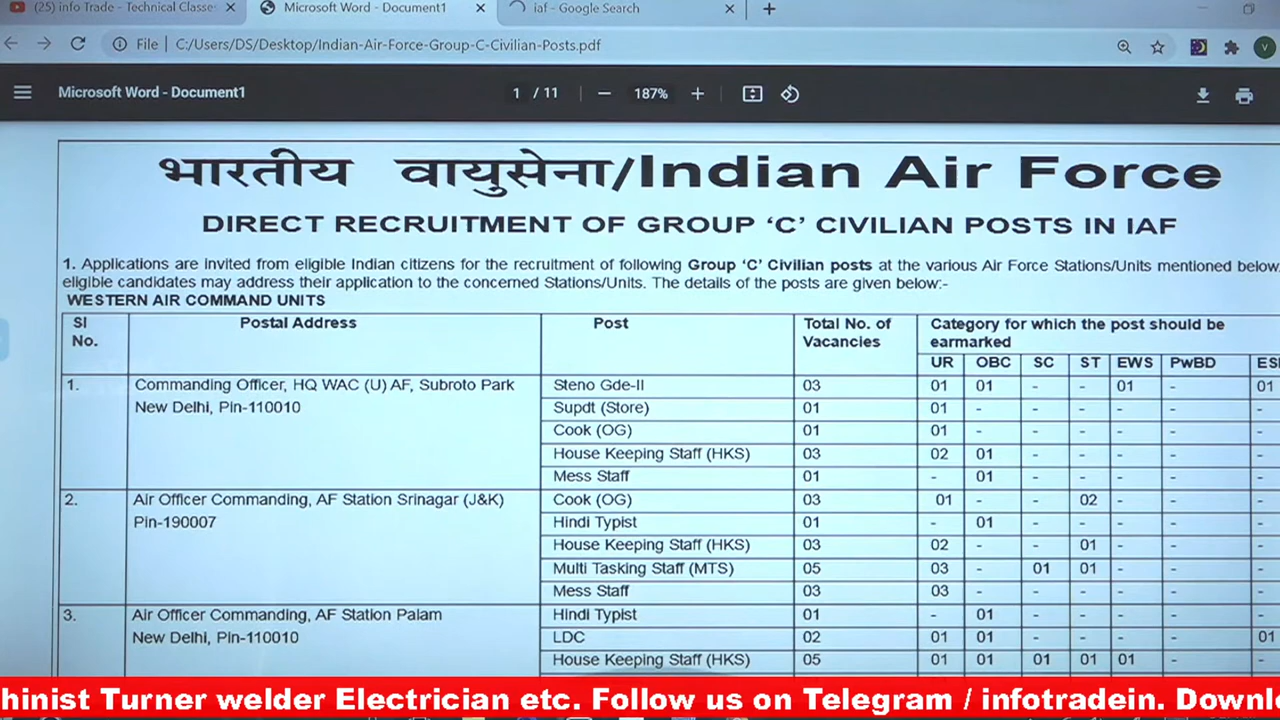 (25) info Trade - Technical Classes
Microsoft Word - Document1
iaf - Google Search
File | C:/Users/DS/Desktop/Indian-Air-Force-Group-C-Civilian-Posts.pdf
V
Microsoft Word - Document1
1 / 11
187%
भारतीय वायुसेना/Indian Air Force
DIRECT RECRUITMENT OF GROUP ‘C’ CIVILIAN POSTS IN IAF
1. Applications are invited from eligible Indian citizens for the recruitment of following Group ‘C’ Civilian posts at the various Air Force Stations/Units mentioned below
eligible candidates may address their application to the concerned Stations/Units. The details of the posts are given below:-
WESTERN AIR COMMAND UNITS
Sl No. Postal Address Post Total No. of Vacancies Category for which the post should be earmarked
UR OBC SC ST EWS PwBD ES
1. Commanding Officer, HQ WAC (U) AF, Subroto Park Steno Gde-II 03 01 01 - - 01 - 01
New Delhi, Pin-110010 Supdt (Store) 01 01 - - - - - -
Cook (OG) 01 01 - - - - - -
House Keeping Staff (HKS) 03 02 01 - - - - -
Mess Staff 01 - 01 - - - - -
2. Air Officer Commanding, AF Station Srinagar (J&K) Cook (OG) 03 01 - - 02 - - -
Pin-190007 Hindi Typist 01 - 01 - - - - -
House Keeping Staff (HKS) 03 02 - - 01 - - -
Multi Tasking Staff (MTS) 05 03 - 01 01 - - -
Mess Staff 03 03 - - - - - -
3. Air Officer Commanding, AF Station Palam Hindi Typist 01 - 01 - - - - -
New Delhi, Pin-110010 LDC 02 01 01 - - - - 01
House Keeping Staff (HKS) 05 01 01 01 01 01 - -
hinist Turner welder Electrician etc. Follow us on Telegram / infotradein. Downlo